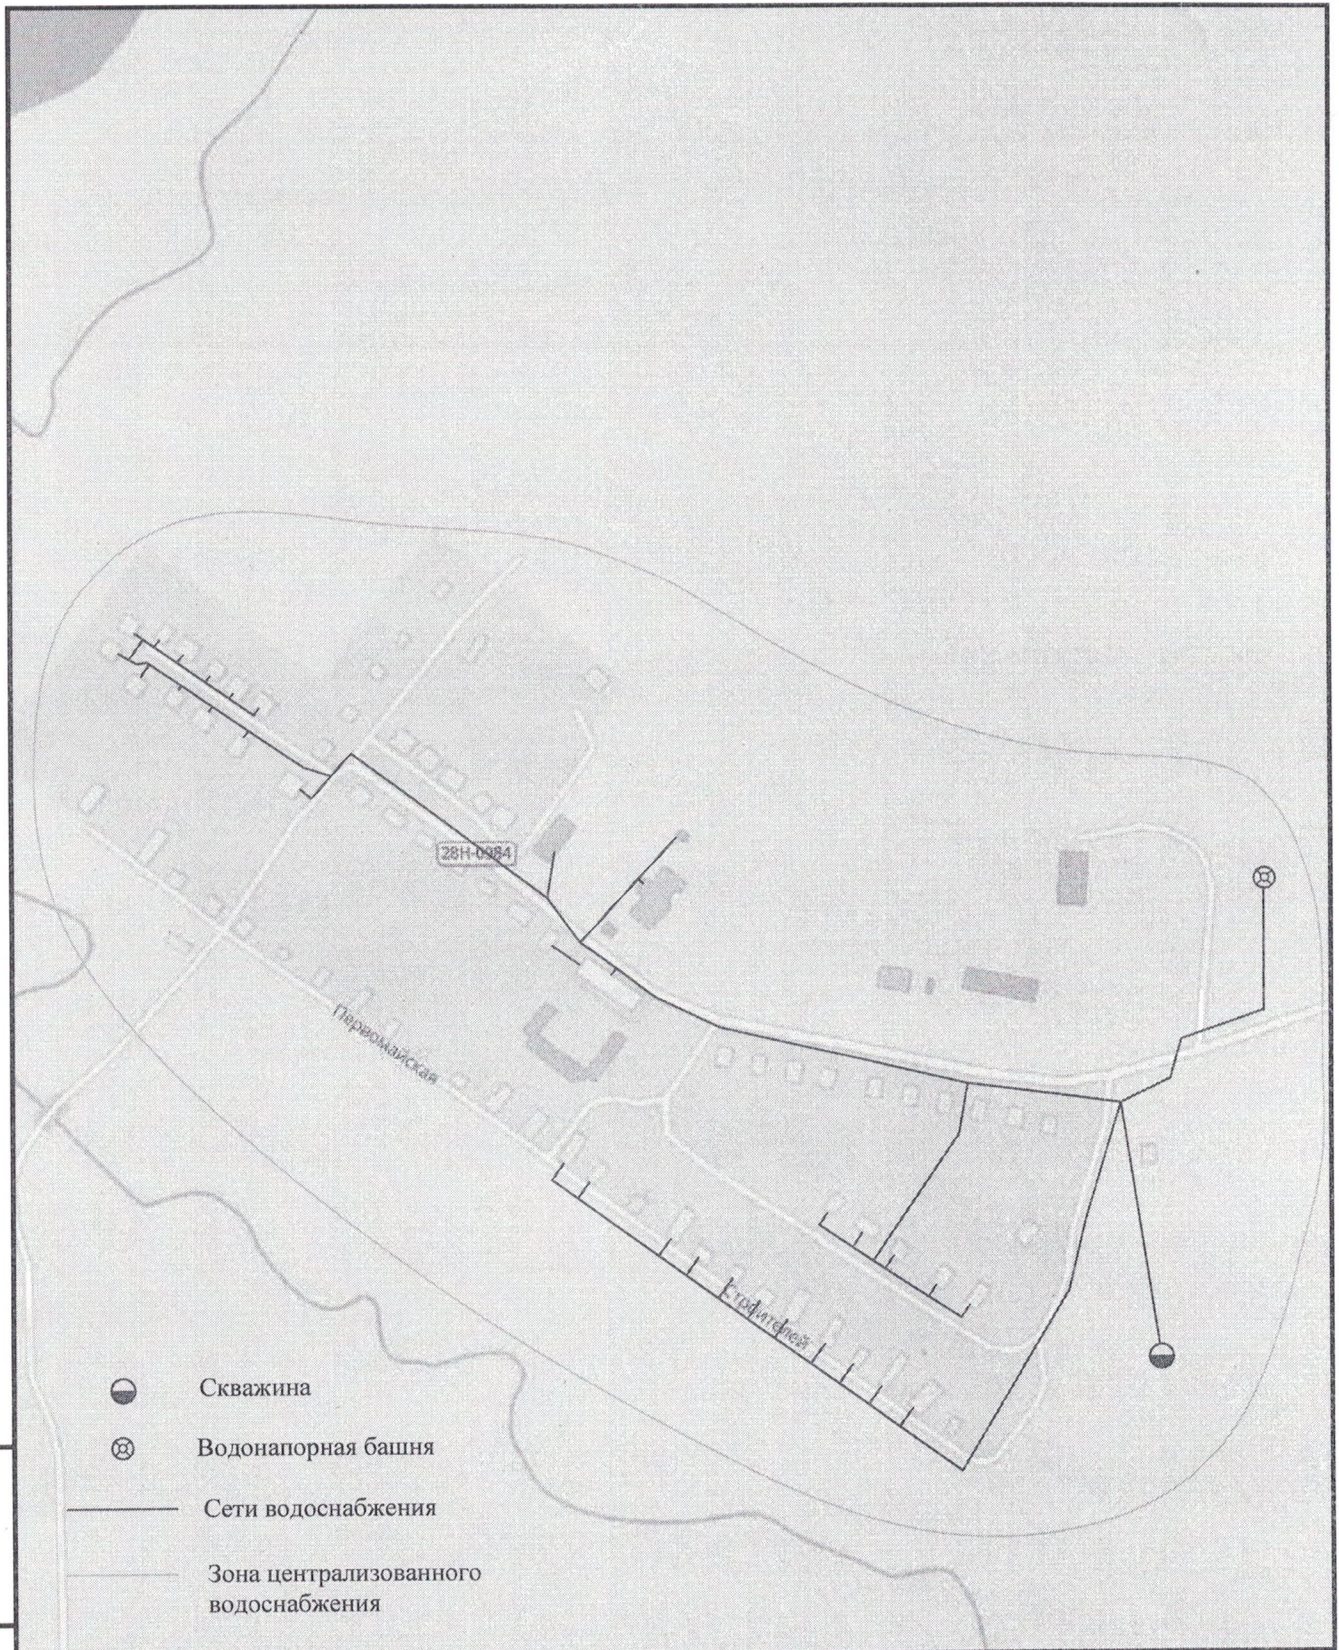 28Н-0984
Первомайская
Строителей
Скважина
Водонапорная башня
Сети водоснабжения
Зона централизованного
водоснабжения